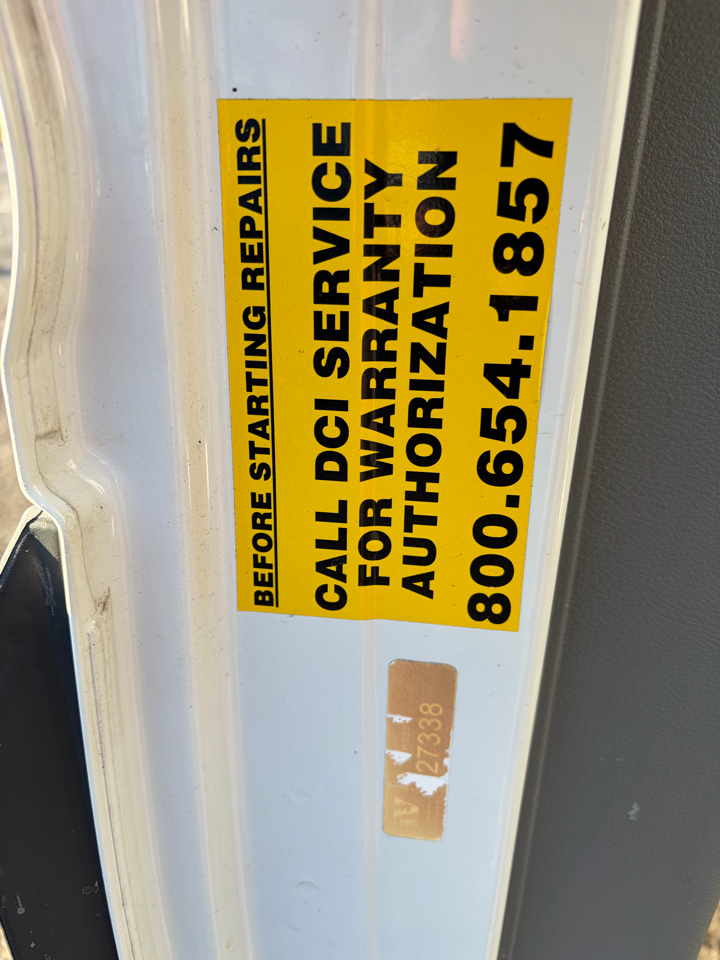 BEFORE STARTING REPAIRS
CALL DCI SERVICE
FOR WARRANTY
AUTHORIZATION
800.654.1857
V
27338